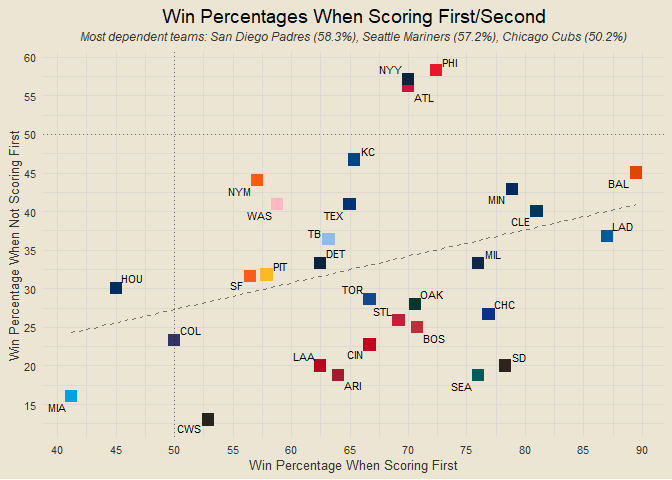 Win Percentages When Scoring First/Second
Most dependent teams: San Diego Padres (58.3%), Seattle Mariners (57.2%), Chicago Cubs (50.2%)
Win Percentage When Not Scoring First
60
55
50
45
40
35
30
25
20
15
NYY
PHI
ATL
KC
NYM
WAS
TEX
MIN
BAL
CLE
TB
LAD
DET
MIL
HOU
SF
PIT
TOR
OAK
STL
CHC
COL
BOS
CIN
LAA
ARI
SD
SEA
MIA
CWS
40 45 50 55 60 65 70 75 80 85 90
Win Percentage When Scoring First